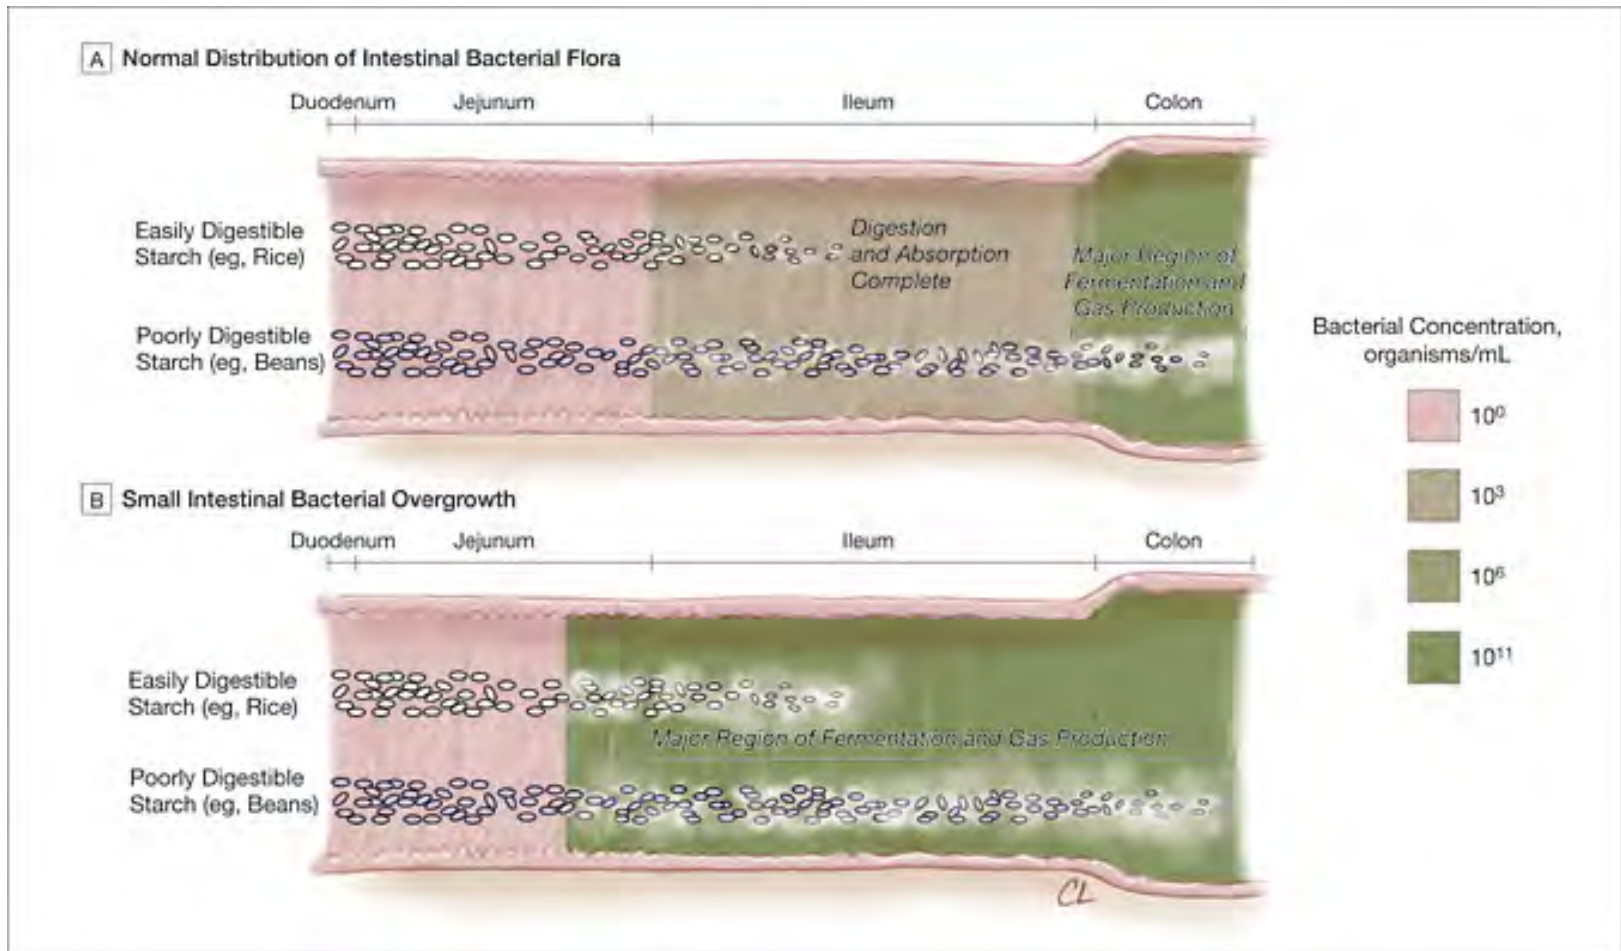 A Normal Distribution of Intestinal Bacterial Flora
Duodenum Jejunum Ileum Colon
Easily Digestible
Starch (eg, Rice)
Digestion
and Absorption
Complete
Major Region of
Fermentation and
Gas Production
Poorly Digestible
Starch (eg, Beans)
Bacterial Concentration,
organisms/mL
10⁰
10³
10⁶
10¹¹
B Small Intestinal Bacterial Overgrowth
Duodenum Jejunum Ileum Colon
Easily Digestible
Starch (eg, Rice)
Major Region of Fermentation and Gas Production
Poorly Digestible
Starch (eg, Beans)
CL